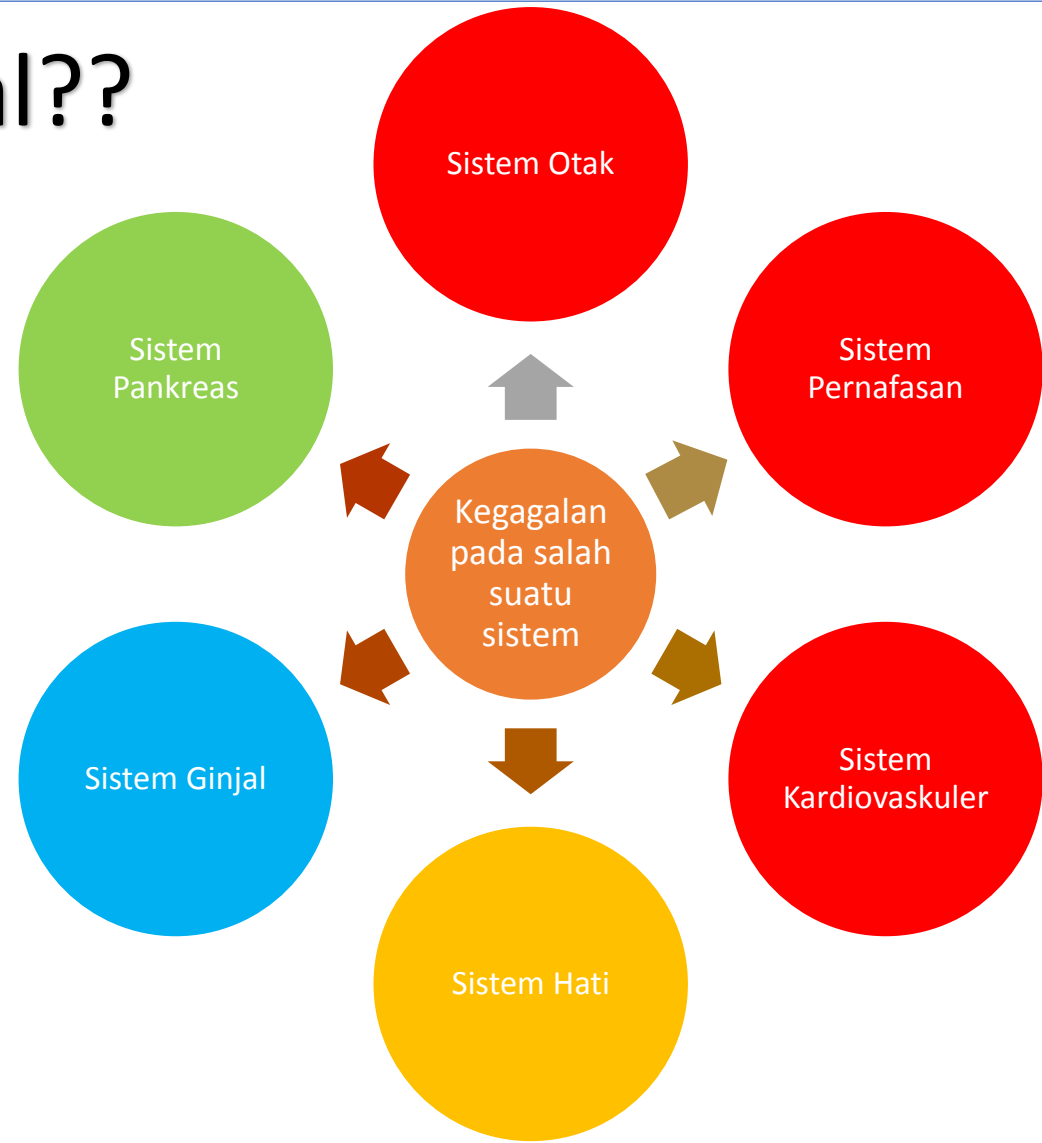 al??
Sistem Otak
Sistem
Pernafasan
Sistem
Kardiovaskuler
Sistem Hati
Sistem Ginjal
Sistem
Pankreas
Kegagalan
pada salah
suatu
sistem